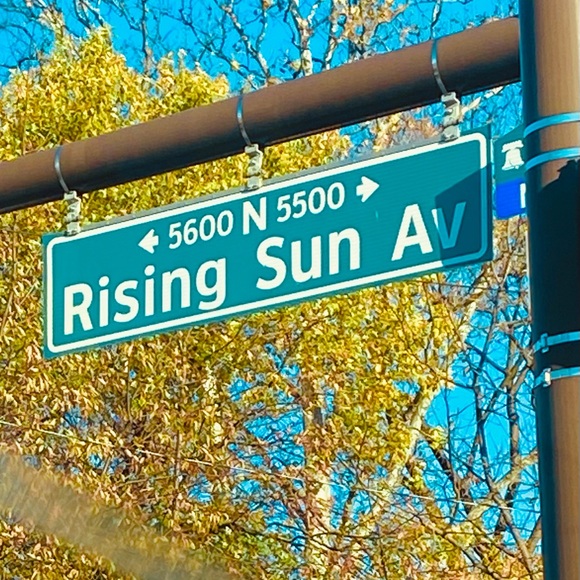 ← 5600 N 5500 →
Rising Sun Av